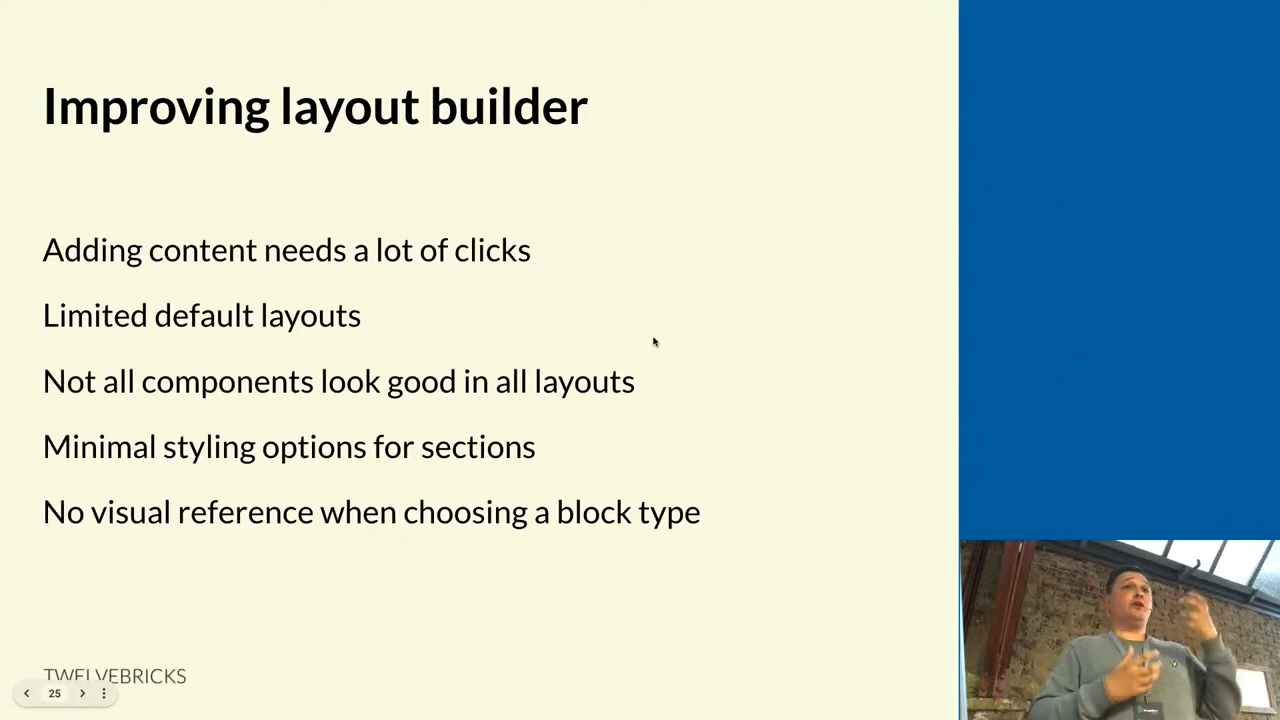 Improving layout builder
Adding content needs a lot of clicks
Limited default layouts
Not all components look good in all layouts
Minimal styling options for sections
No visual reference when choosing a block type
TWELVEBRICKS
25